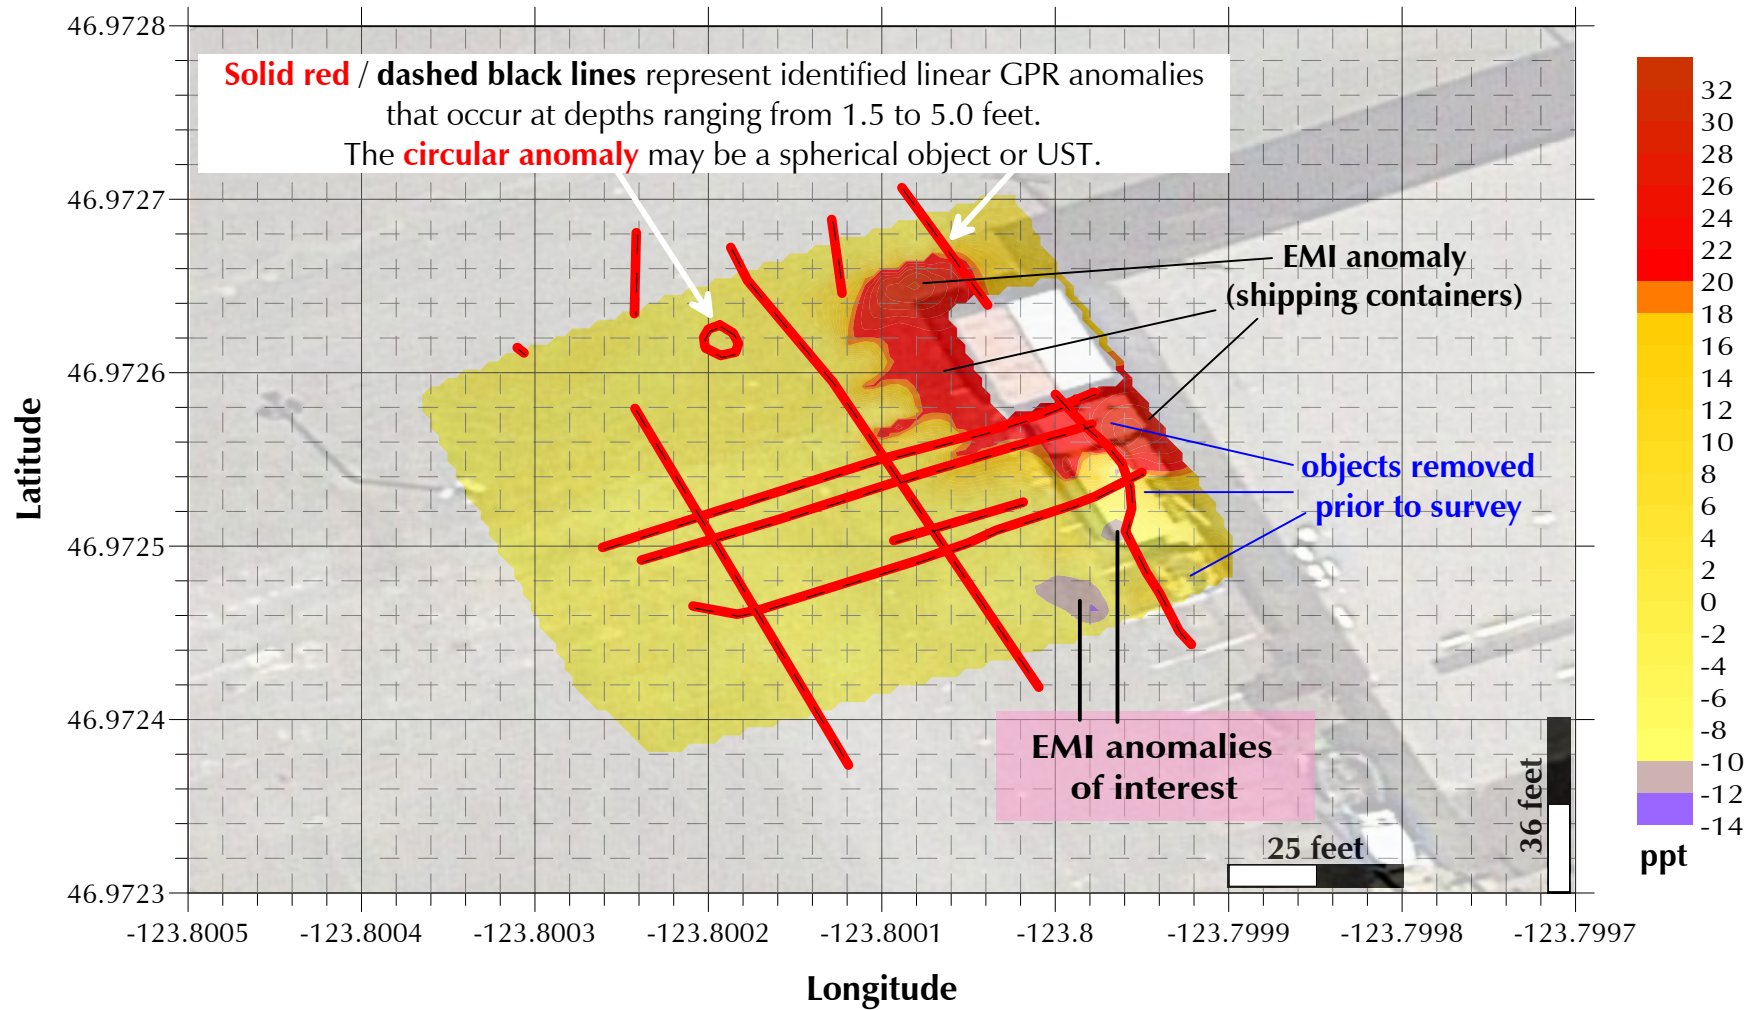 46.9728
46.9727
46.9726
46.9725
46.9724
46.9723
Latitude
Solid red / dashed black lines represent identified linear GPR anomalies
that occur at depths ranging from 1.5 to 5.0 feet.
The circular anomaly may be a spherical object or UST.
EMI anomaly
(shipping containers)
objects removed
prior to survey
EMI anomalies
of interest
25 feet
36 feet
-123.8005
-123.8004
-123.8003
-123.8002
-123.8001
-123.8
-123.7999
-123.7998
-123.7997
Longitude
32
30
28
26
24
22
20
18
16
14
12
10
8
6
4
2
0
-2
-4
-6
-8
-10
-12
-14
ppt